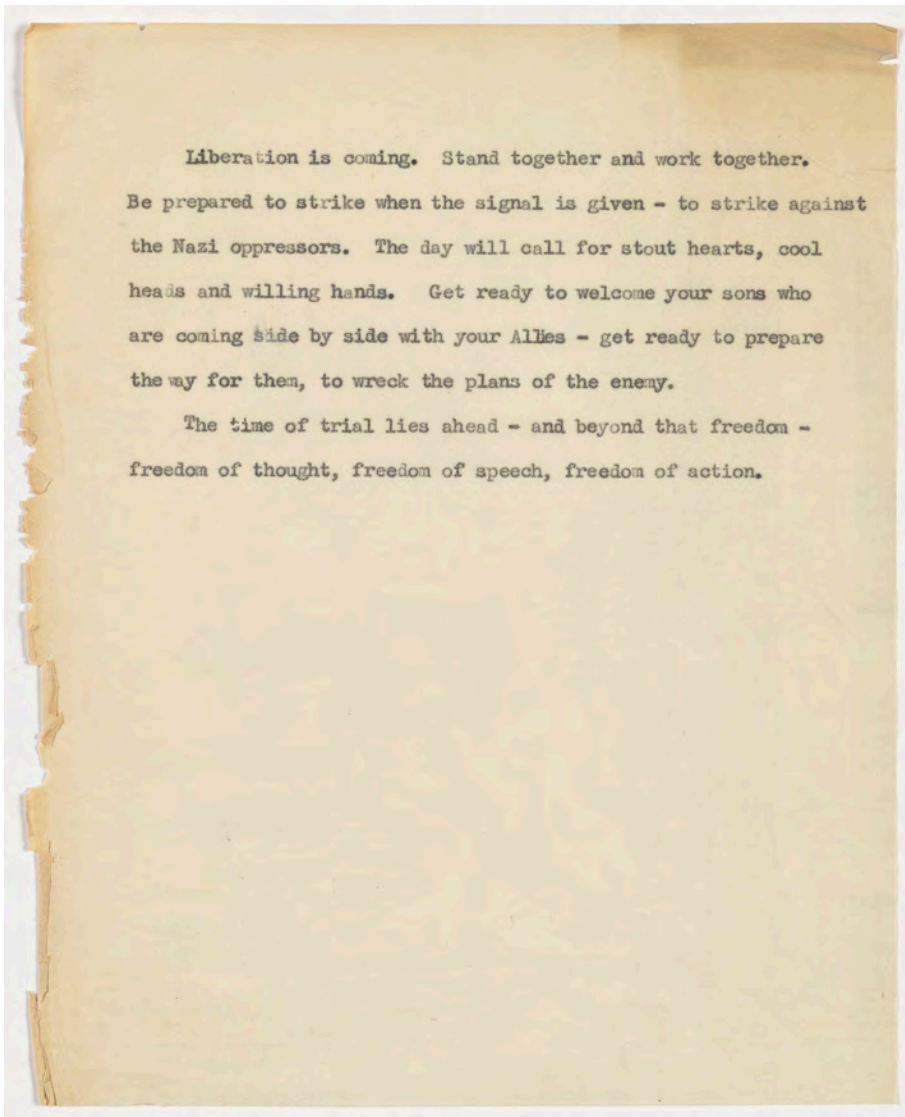 Liberation is coming. Stand together and work together.
Be prepared to strike when the signal is given - to strike against
the Nazi oppressors. The day will call for stout hearts, cool
heads and willing hands. Get ready to welcome your sons who
are coming side by side with your Allies - get ready to prepare
the way for them, to wreck the plans of the enemy.
The time of trial lies ahead - and beyond that freedom -
freedom of thought, freedom of speech, freedom of action.